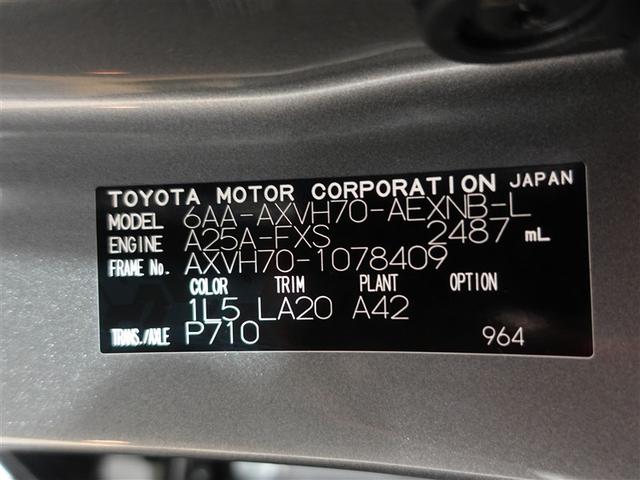 TOYOTA MOTOR CORPORATION JAPAN
MODEL 6AA-AXVH70-AEXNB-L
ENGINE A25A-FXS 2487 mL
FRAME No. AXVH70-1078409
COLOR TRIM PLANT OPTION
1L5 LA20 A42
TRANS./AXLE P710 964